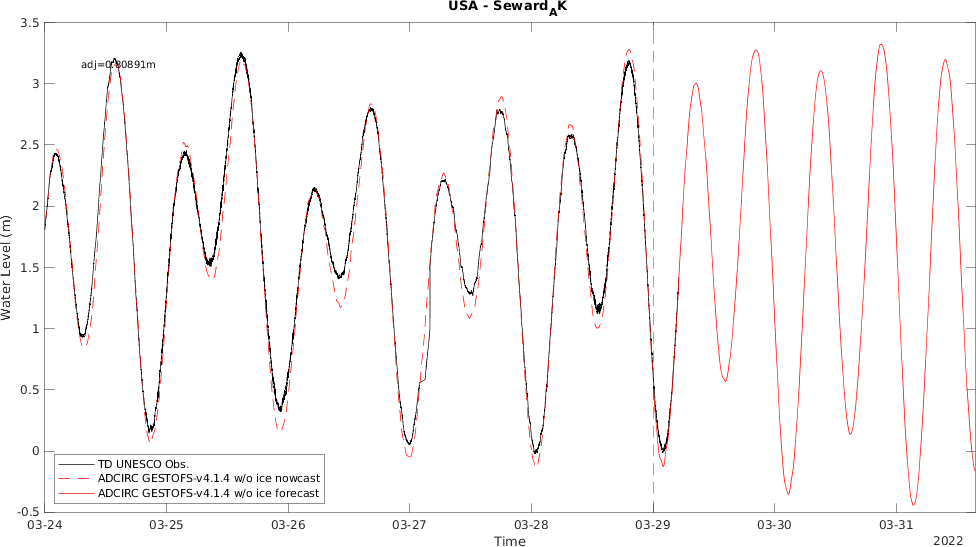 USA - Seward_AK
adj=0.80891m
3.5
3
2.5
2
1.5
1
0.5
0
-0.5
Water Level (m)
TD UNESCO Obs.
ADCIRC GESTOFS-v4.1.4 w/o ice nowcast
ADCIRC GESTOFS-v4.1.4 w/o ice forecast
03-24 03-25 03-26 03-27 03-28 03-29 03-30 03-31
Time
2022